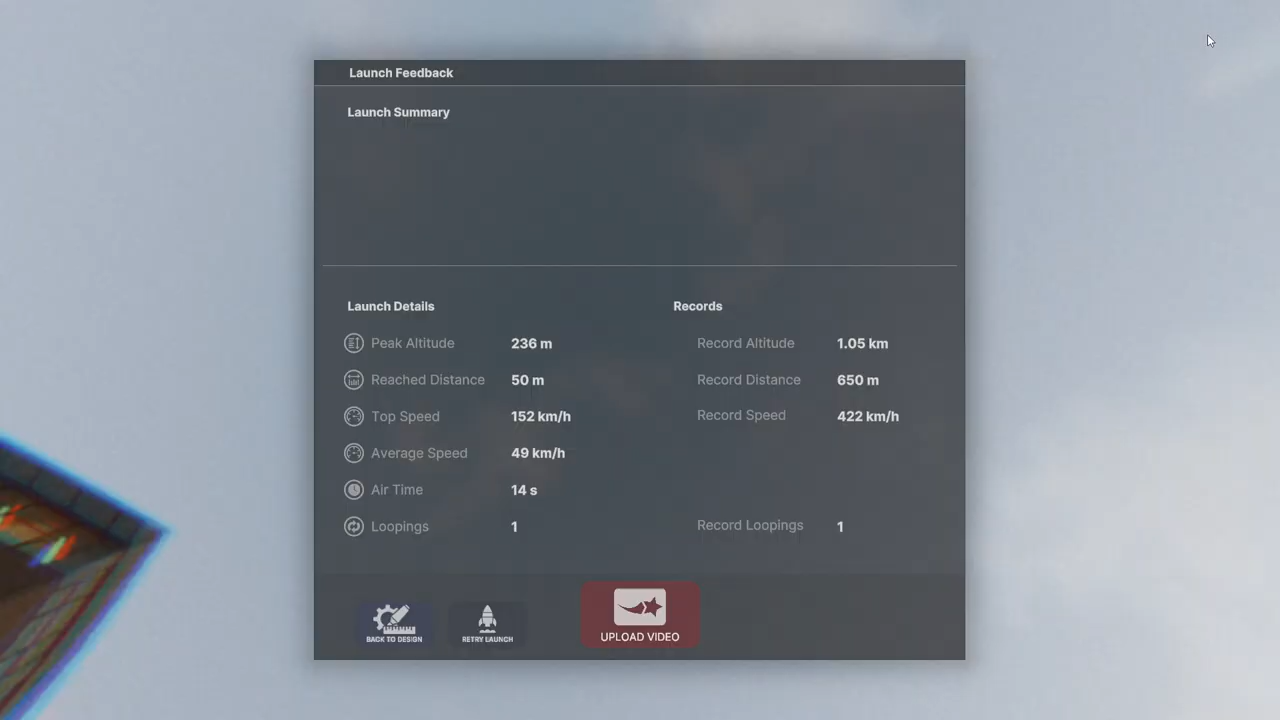 Launch Feedback
Launch Summary
Launch Details
Peak Altitude 236 m
Reached Distance 50 m
Top Speed 152 km/h
Average Speed 49 km/h
Air Time 14 s
Loopings 1
Records
Record Altitude 1.05 km
Record Distance 650 m
Record Speed 422 km/h
Record Loopings 1
BACK TO DESIGN
RETRY LAUNCH
UPLOAD VIDEO